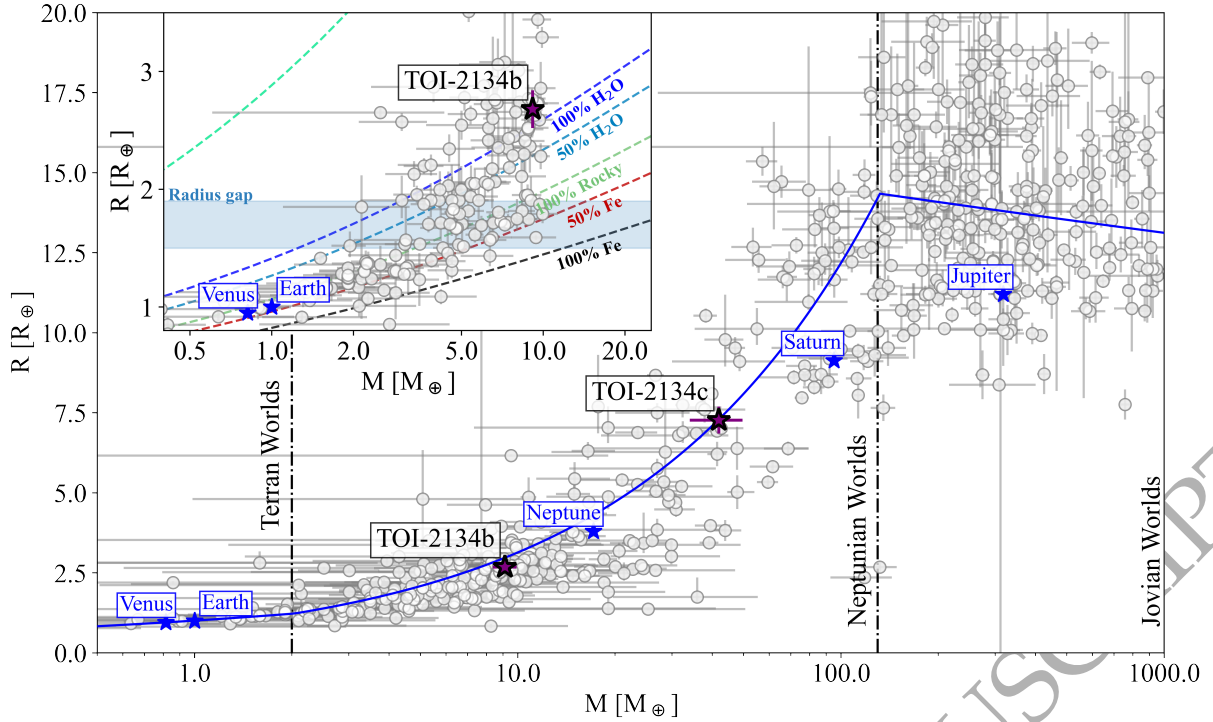 20.0
17.5
15.0
12.5
10.0
7.5
5.0
2.5
0.0
R [R⊕]
1.0
10.0
100.0
1000.0
M [M⊕]
3
2
1
R [R⊕]
0.5
1.0
2.0
5.0
10.0
20.0
M [M⊕]
TOI-2134b
100% H₂O
50% H₂O
100% Rocky
50% Fe
100% Fe
Radius gap
Venus
Earth
Terran Worlds
Neptunian Worlds
Jovian Worlds
Jupiter
Saturn
TOI-2134c
Neptune
TOI-2134b
Venus
Earth